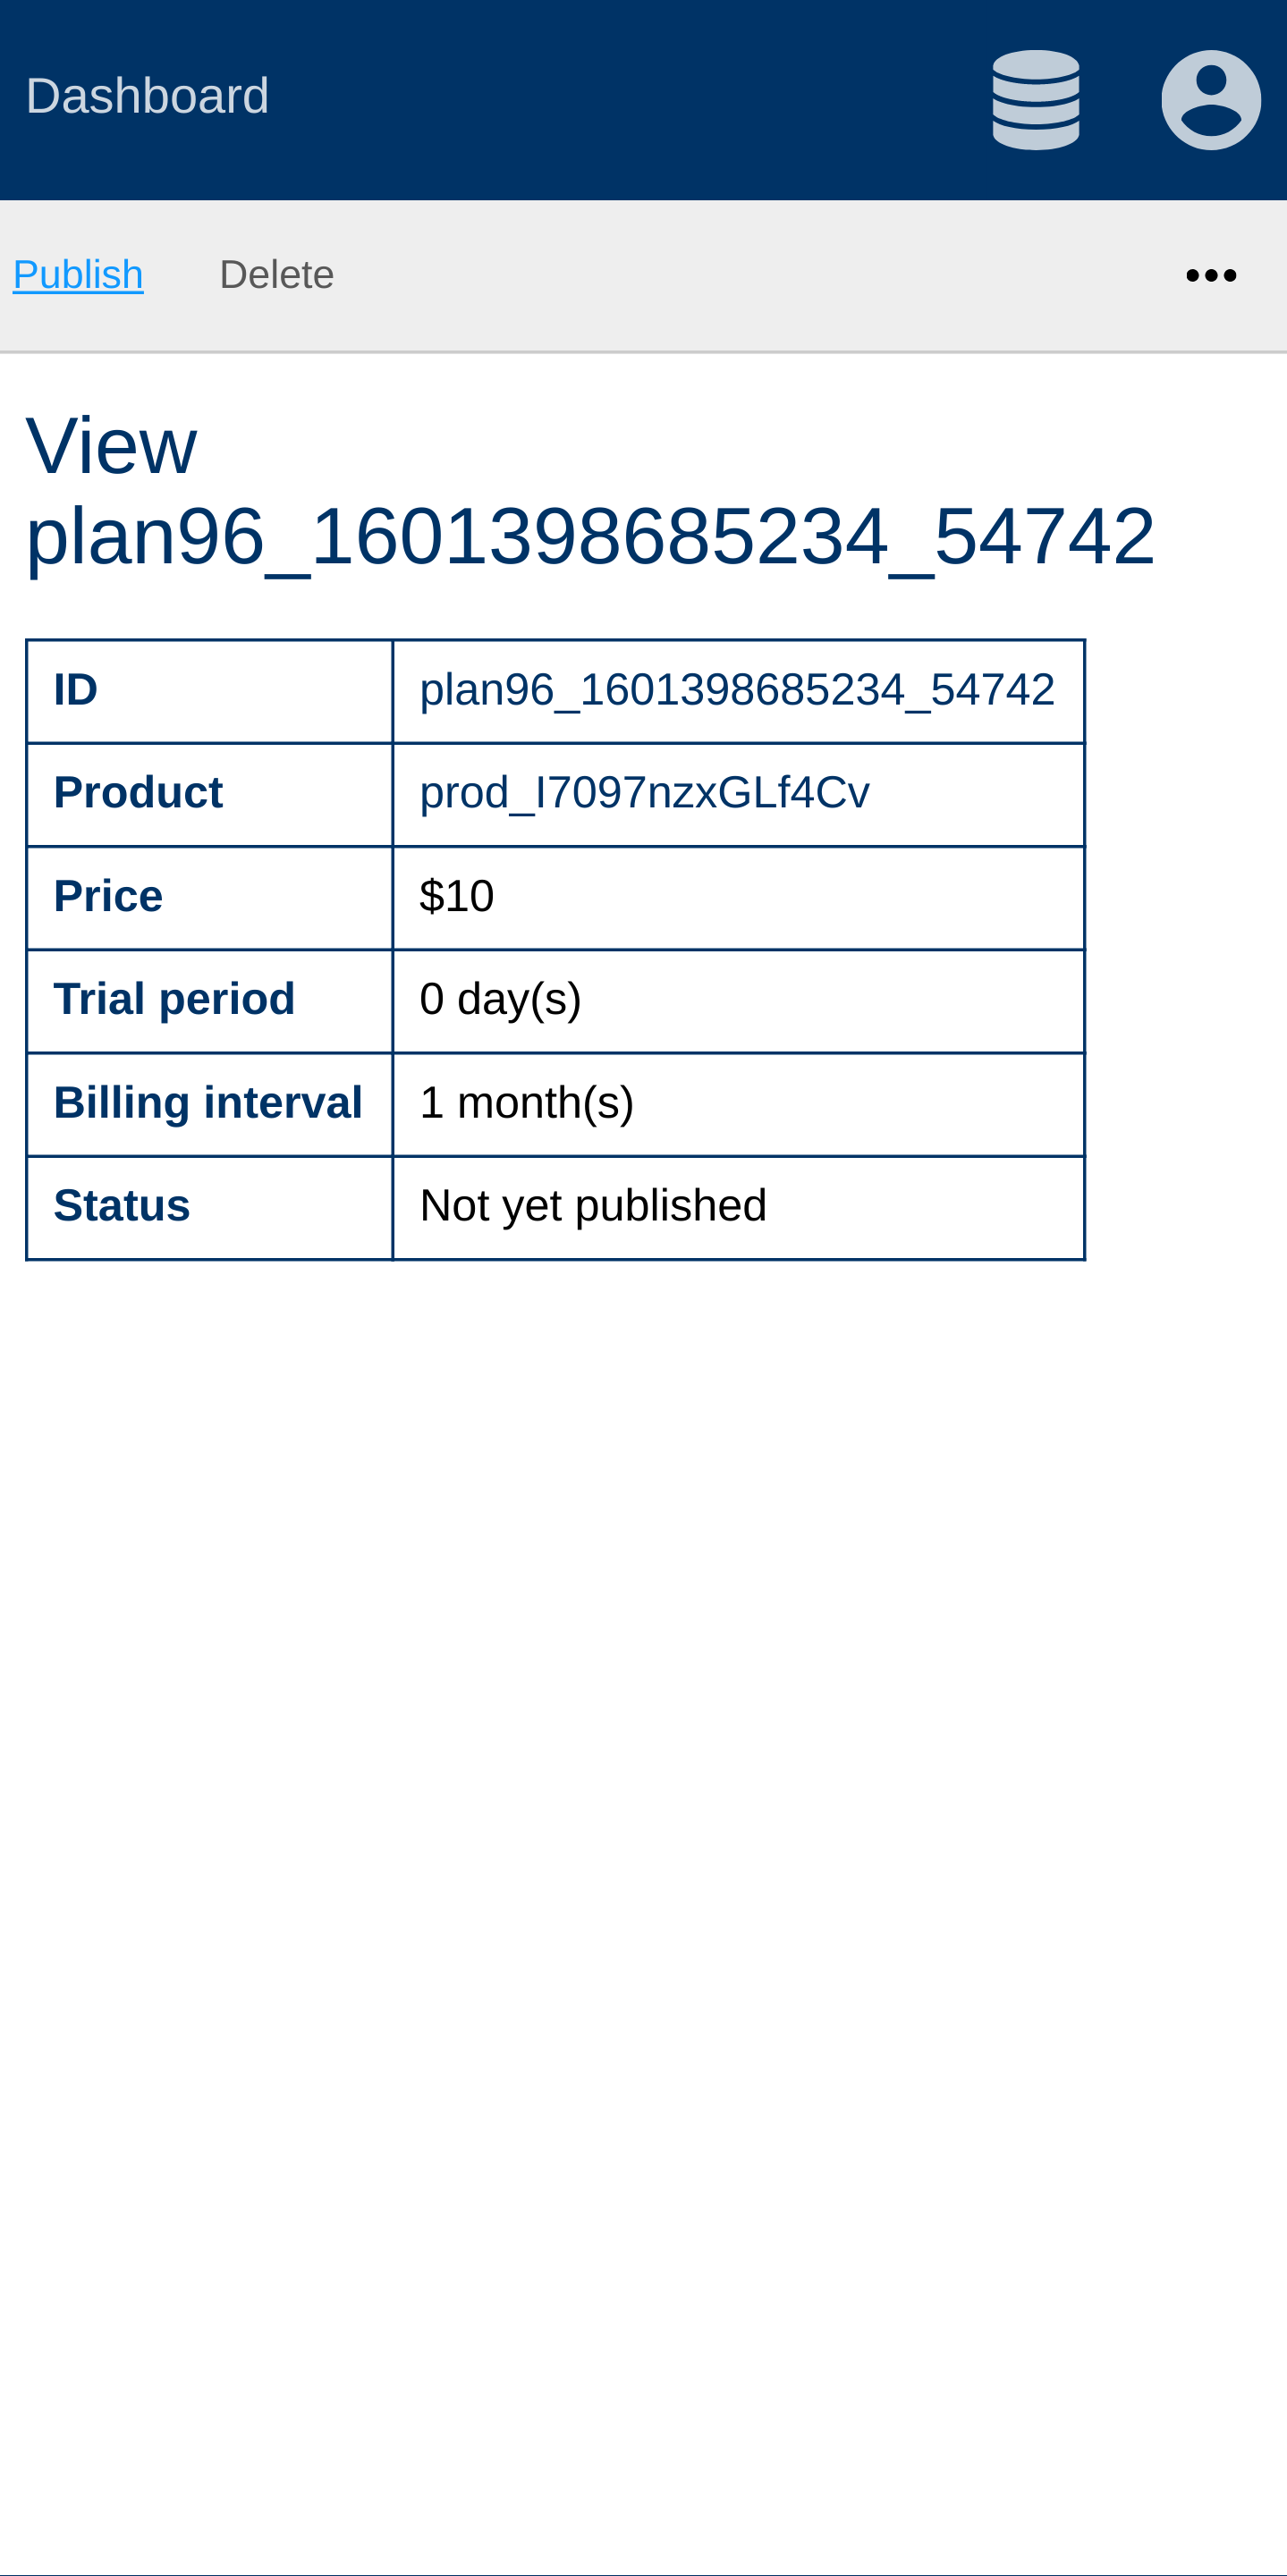 Dashboard
Publish Delete •••
View
plan96_1601398685234_54742
ID plan96_1601398685234_54742
Product prod_I7097nzxGLf4Cv
Price $10
Trial period 0 day(s)
Billing interval 1 month(s)
Status Not yet published